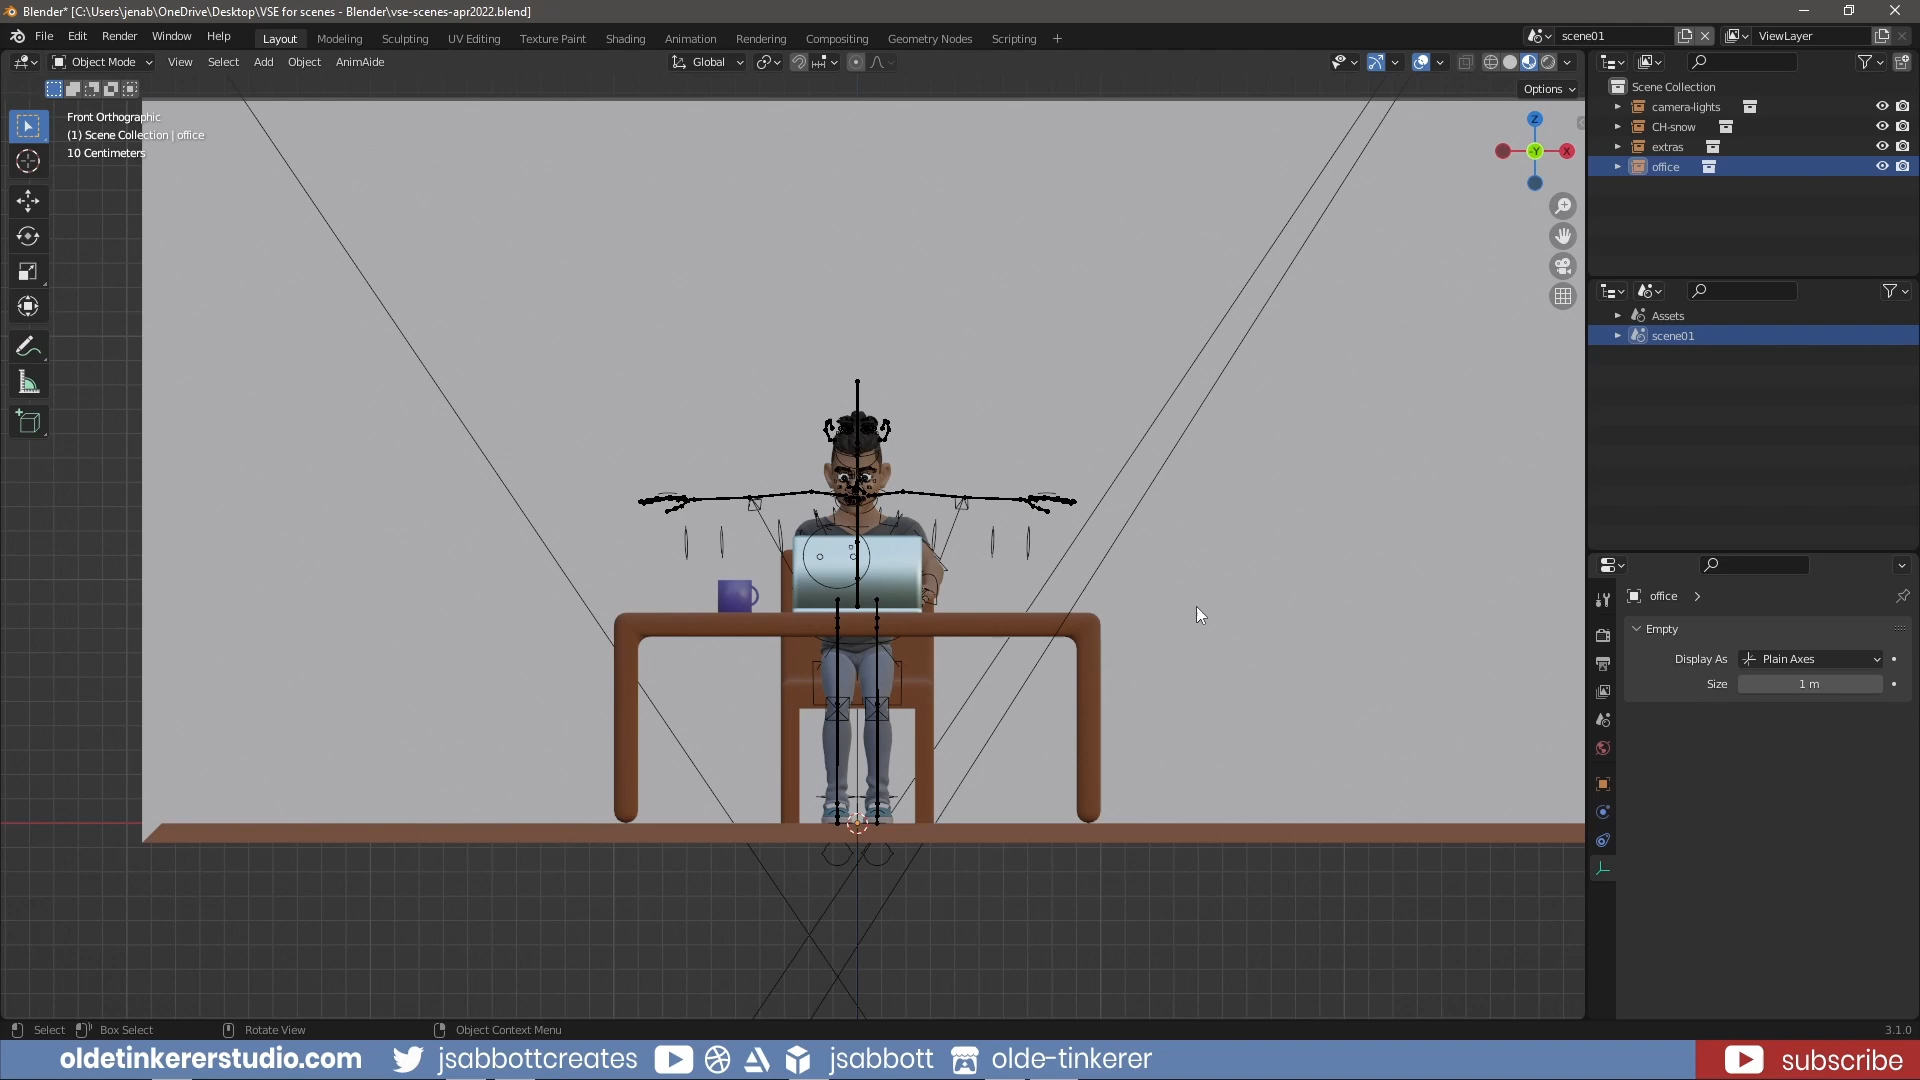 Blender* [C:\Users\jenab\OneDrive\Desktop\VSE for scenes - Blender\vse-scenes-apr2022.blend]
File Edit Render Window Help Layout Modeling Sculpting UV Editing Texture Paint Shading Animation Rendering Compositing Geometry Nodes Scripting + scene01 ViewLayer
Object Mode View Select Add Object AnimAide Global
Options
Front Orthographic
(1) Scene Collection | office
10 Centimeters
Z
-Y
X
Scene Collection
camera-lights
CH-snow
extras
office
Assets
scene01
office
Empty
Display As Plain Axes
Size 1 m
Select Box Select Rotate View Object Context Menu 3.1.0
oldetinkererstudio.com jsabbottcreates jsabbott olde-tinkerer subscribe